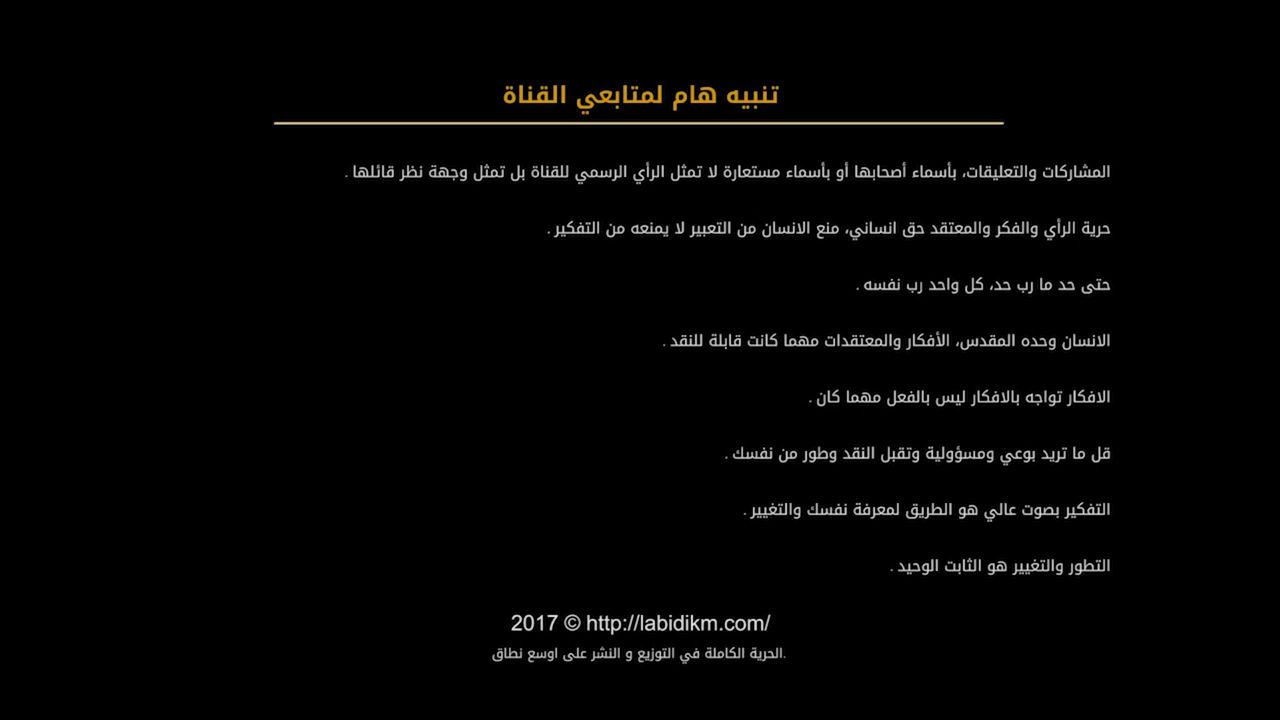 تنبيه هام لمتابعي القناة
المشاركات والتعليقات، بأسماء أصحابها أو بأسماء مستعارة لا تمثل الرأي الرسمي للقناة بل تمثل وجهة نظر قائلها .
حرية الرأي والفكر والمعتقد حق انساني، منع الانسان من التعبير لا يمنعه من التفكير .
حتى حد ما رب حد، كل واحد رب نفسه .
الانسان وحده المقدس، الأفكار والمعتقدات مهما كانت قابلة للنقد .
الافكار تواجه بالافكار ليس بالفعل مهما كان .
قل ما تريد بوعي ومسؤولية وتقبل النقد وطور من نفسك .
التفكير بصوت عالي هو الطريق لمعرفة نفسك والتغيير .
التطور والتغيير هو الثابت الوحيد .
2017 © http://labidikm.com/
.الحرية الكاملة في التوزيع و النشر على اوسع نطاق